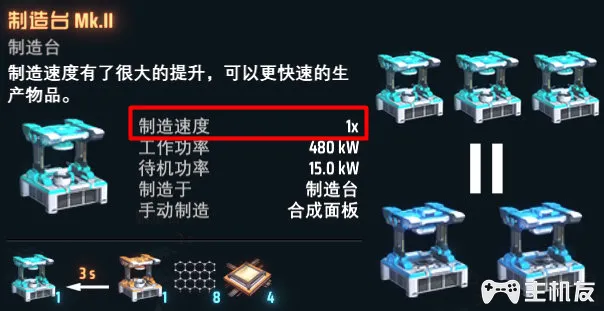 制造台 Mk.II
制造台
制造速度有了很大的提升，可以更快速的生
产物品。
制造速度 1x
工作功率 480 kW
待机功率 15.0 kW
制造于 制造台
手动制造 合成面板
3 s
1 1 8 4
主机友